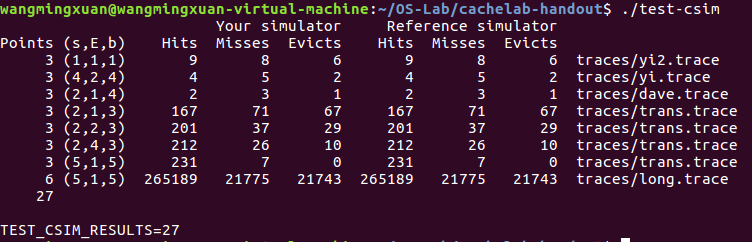 wangmingxuan@wangmingxuan-virtual-machine:~/OS-Lab/cachelab-handout$ ./test-csim
Your simulator Reference simulator
Points (s,E,b) Hits Misses Evicts Hits Misses Evicts
3 (1,1,1) 9 8 6 9 8 6 traces/yi2.trace
3 (4,2,4) 4 5 2 4 5 2 traces/yi.trace
3 (2,1,4) 2 3 1 2 3 1 traces/dave.trace
3 (2,1,3) 167 71 67 167 71 67 traces/trans.trace
3 (2,2,3) 201 37 29 201 37 29 traces/trans.trace
3 (2,4,3) 212 26 10 212 26 10 traces/trans.trace
3 (5,1,5) 231 7 0 231 7 0 traces/trans.trace
6 (5,1,5) 265189 21775 21743 265189 21775 21743 traces/long.trace
27
TEST_CSIM_RESULTS=27